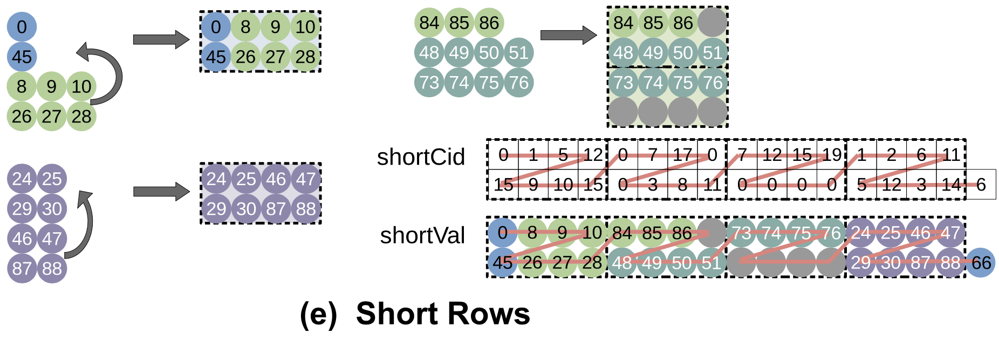 0
45
8 9 10
26 27 28
0 8 9 10
45 26 27 28
24 25
29 30
46 47
87 88
24 25 46 47
29 30 87 88
84 85 86
48 49 50 51
73 74 75 76
84 85 86
48 49 50 51
73 74 75 76
shortCid
0 1 5 12 0 7 17 0 7 12 15 19 1 2 6 11
15 9 10 15 0 3 8 11 0 0 0 0 5 12 3 14 6
shortVal
0 8 9 10 84 85 86 73 74 75 76 24 25 46 47
45 26 27 28 48 49 50 51 29 30 87 88 66
(e) Short Rows